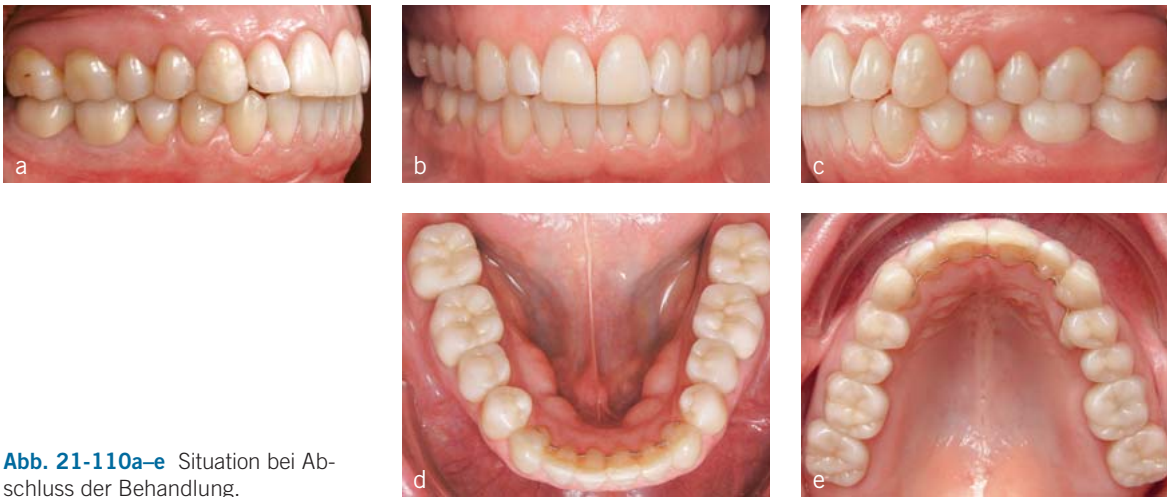 a
b
c
d
e
Abb. 21-110a–e Situation bei Ab-
schluss der Behandlung.